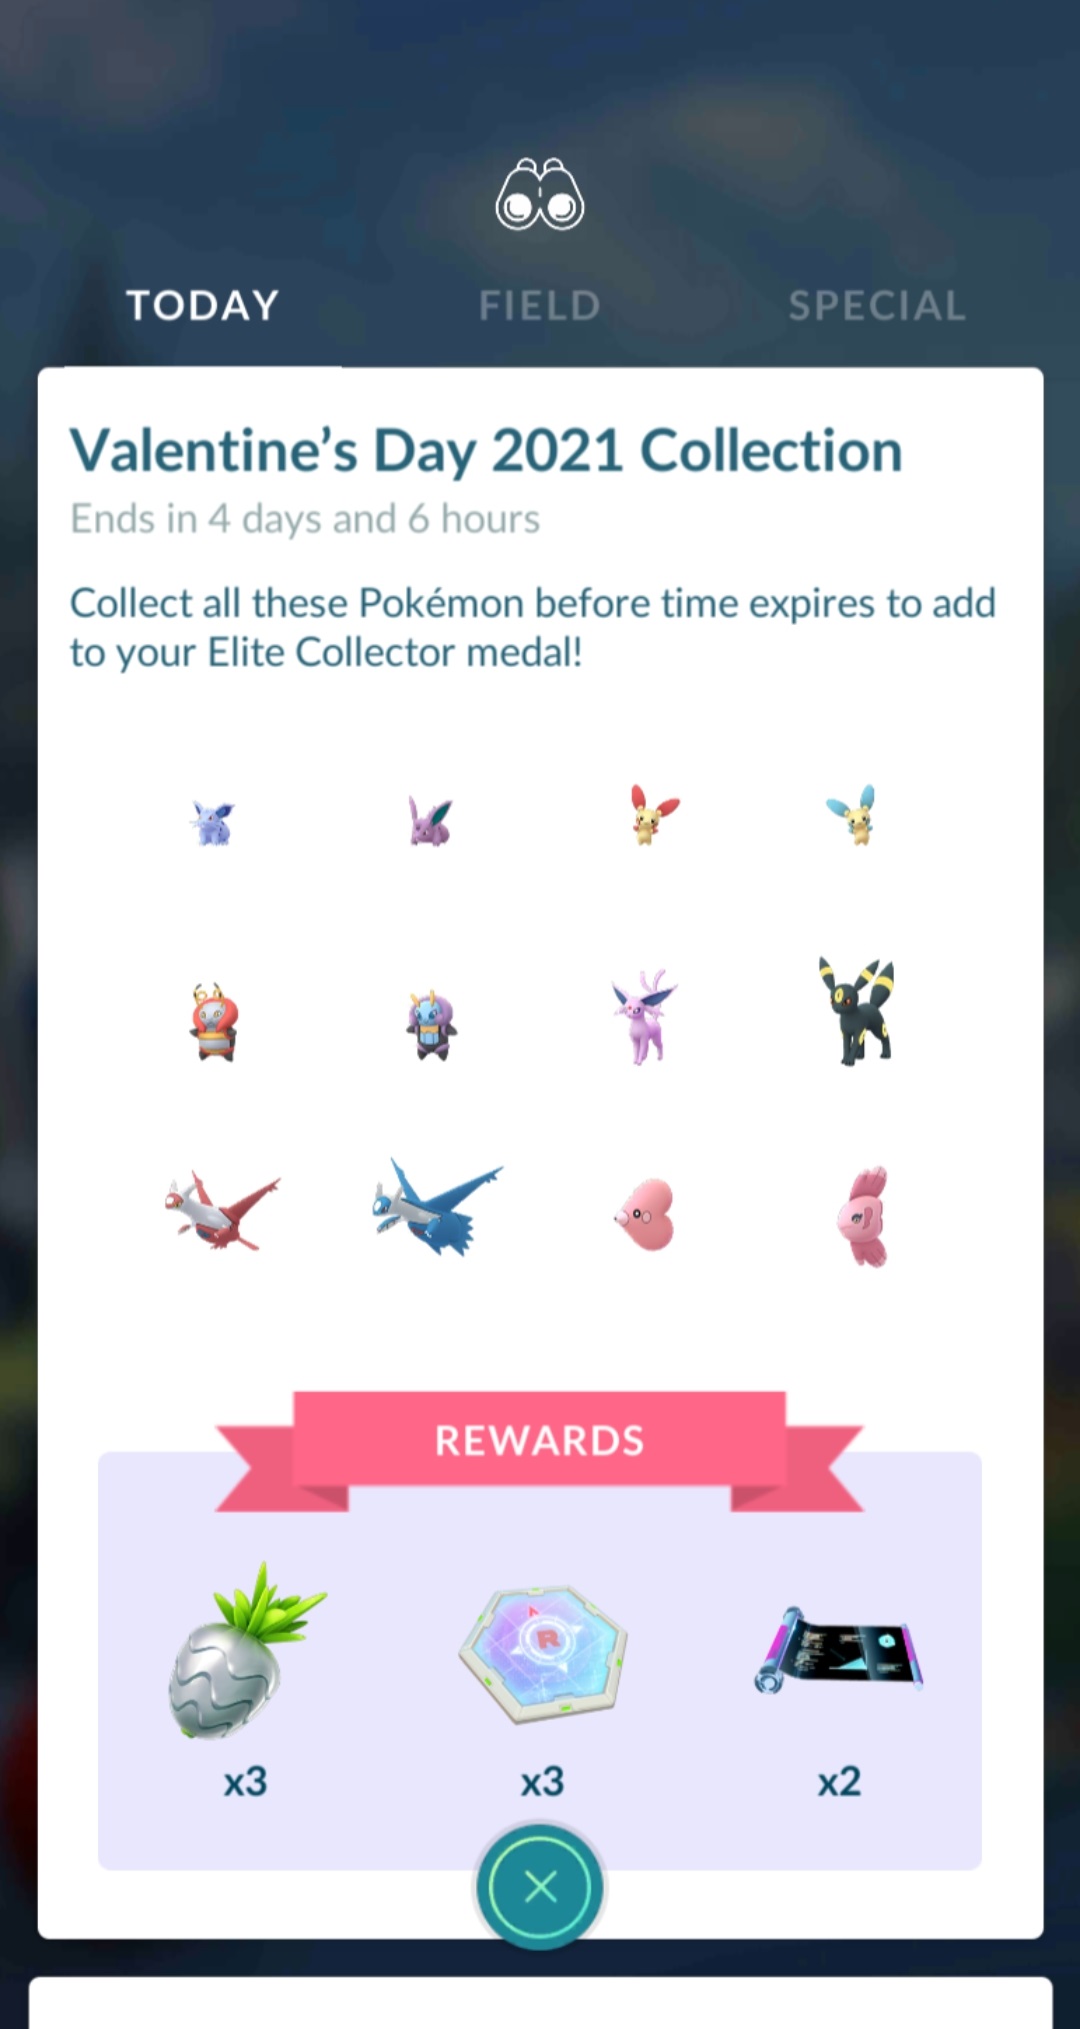 TODAY
FIELD
SPECIAL
Valentine’s Day 2021 Collection
Ends in 4 days and 6 hours
Collect all these Pokémon before time expires to add
to your Elite Collector medal!
REWARDS
R
x3
x3
x2